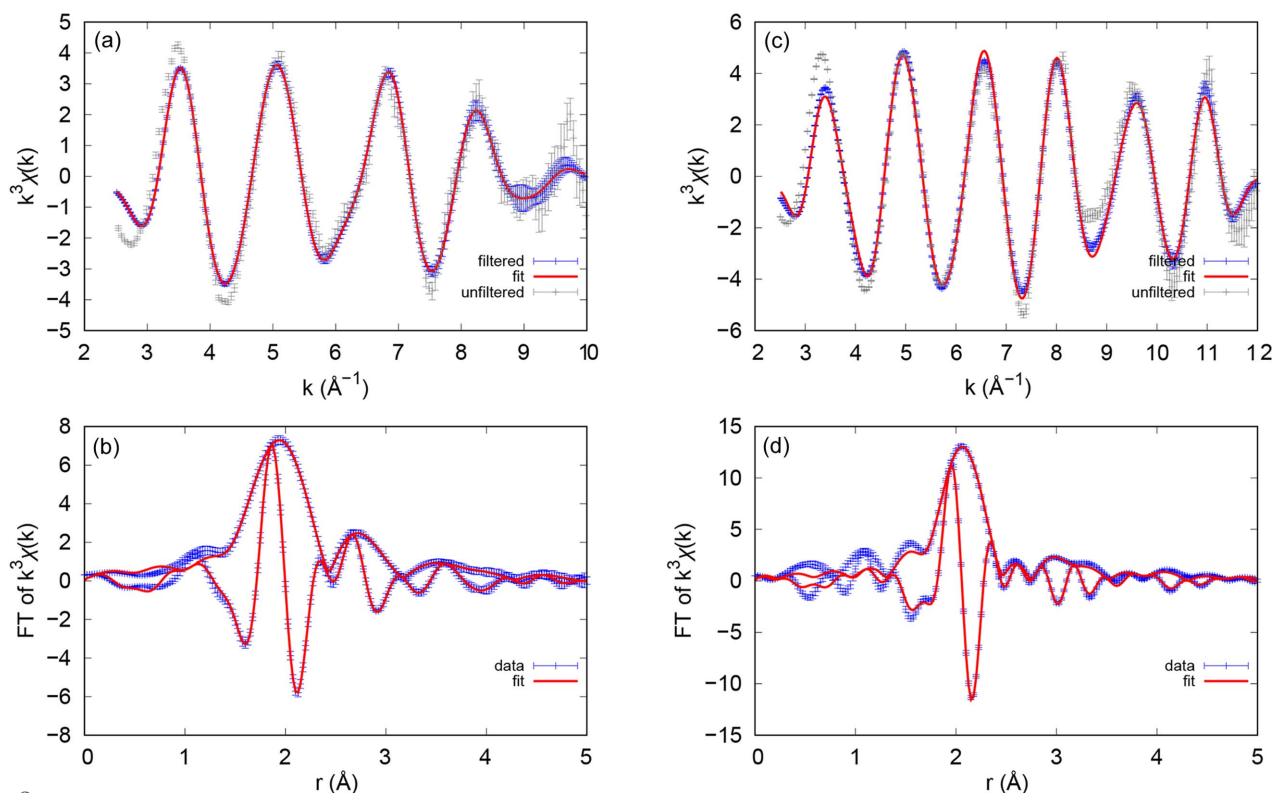 (a)
5
4
3
2
1
0
−1
−2
−3
−4
−5
k³χ(k)
filtered
fit
unfiltered
2 3 4 5 6 7 8 9 10
k (Å⁻¹)
(c)
6
4
2
0
−2
−4
−6
k³χ(k)
filtered
fit
unfiltered
2 3 4 5 6 7 8 9 10 11 12
k (Å⁻¹)
(b)
8
6
4
2
0
−2
−4
−6
−8
FT of k³χ(k)
data
fit
0 1 2 3 4 5
r (Å)
(d)
15
10
5
0
−5
−10
−15
FT of k³χ(k)
data
fit
0 1 2 3 4 5
r (Å)